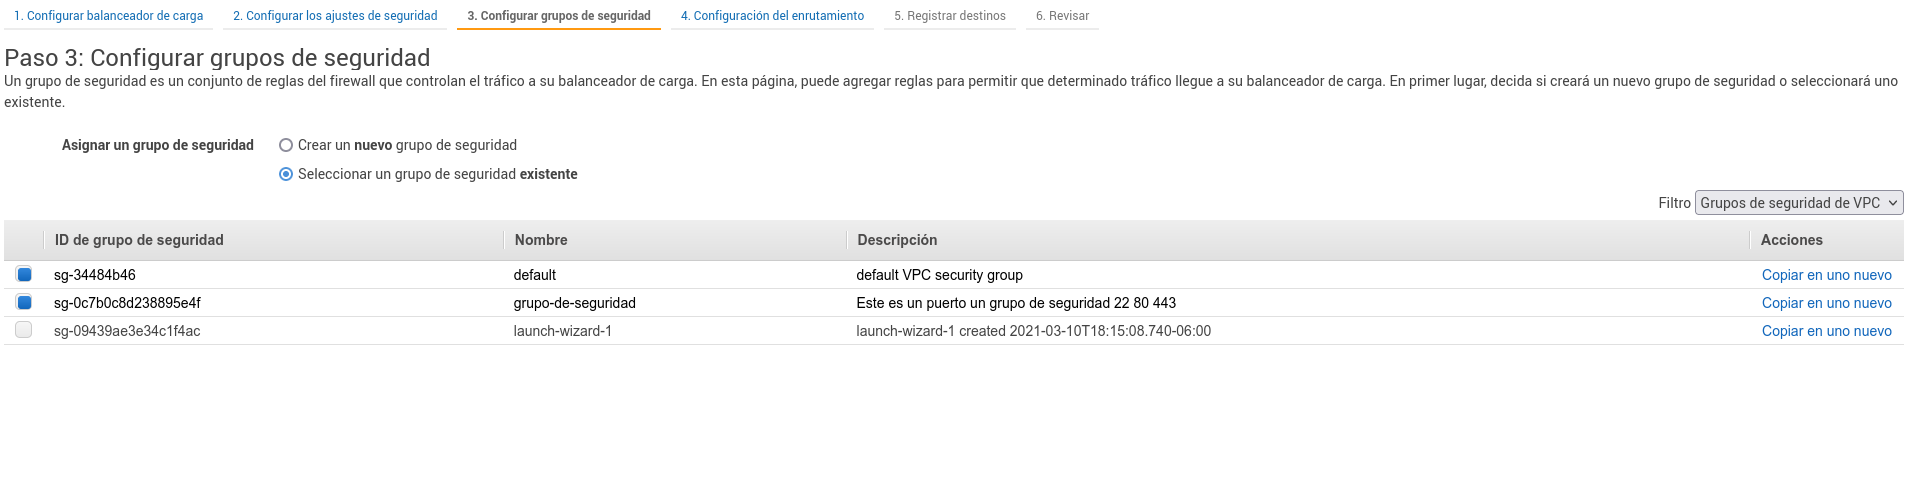 1. Configurar balanceador de carga 2. Configurar los ajustes de seguridad 3. Configurar grupos de seguridad 4. Configuración del enrutamiento 5. Registrar destinos 6. Revisar
Paso 3: Configurar grupos de seguridad
Un grupo de seguridad es un conjunto de reglas del firewall que controlan el tráfico a su balanceador de carga. En esta página, puede agregar reglas para permitir que determinado tráfico llegue a su balanceador de carga. En primer lugar, decida si creará un nuevo grupo de seguridad o seleccionará uno
existente.
Asignar un grupo de seguridad Crear un nuevo grupo de seguridad
Seleccionar un grupo de seguridad existente
Filtro Grupos de seguridad de VPC
ID de grupo de seguridad Nombre Descripción Acciones
sg-34484b46 default default VPC security group Copiar en uno nuevo
sg-0c7b0c8d238895e4f grupo-de-seguridad Este es un puerto un grupo de seguridad 22 80 443 Copiar en uno nuevo
sg-09439ae3e34c1f4ac launch-wizard-1 launch-wizard-1 created 2021-03-10T18:15:08.740-06:00 Copiar en uno nuevo